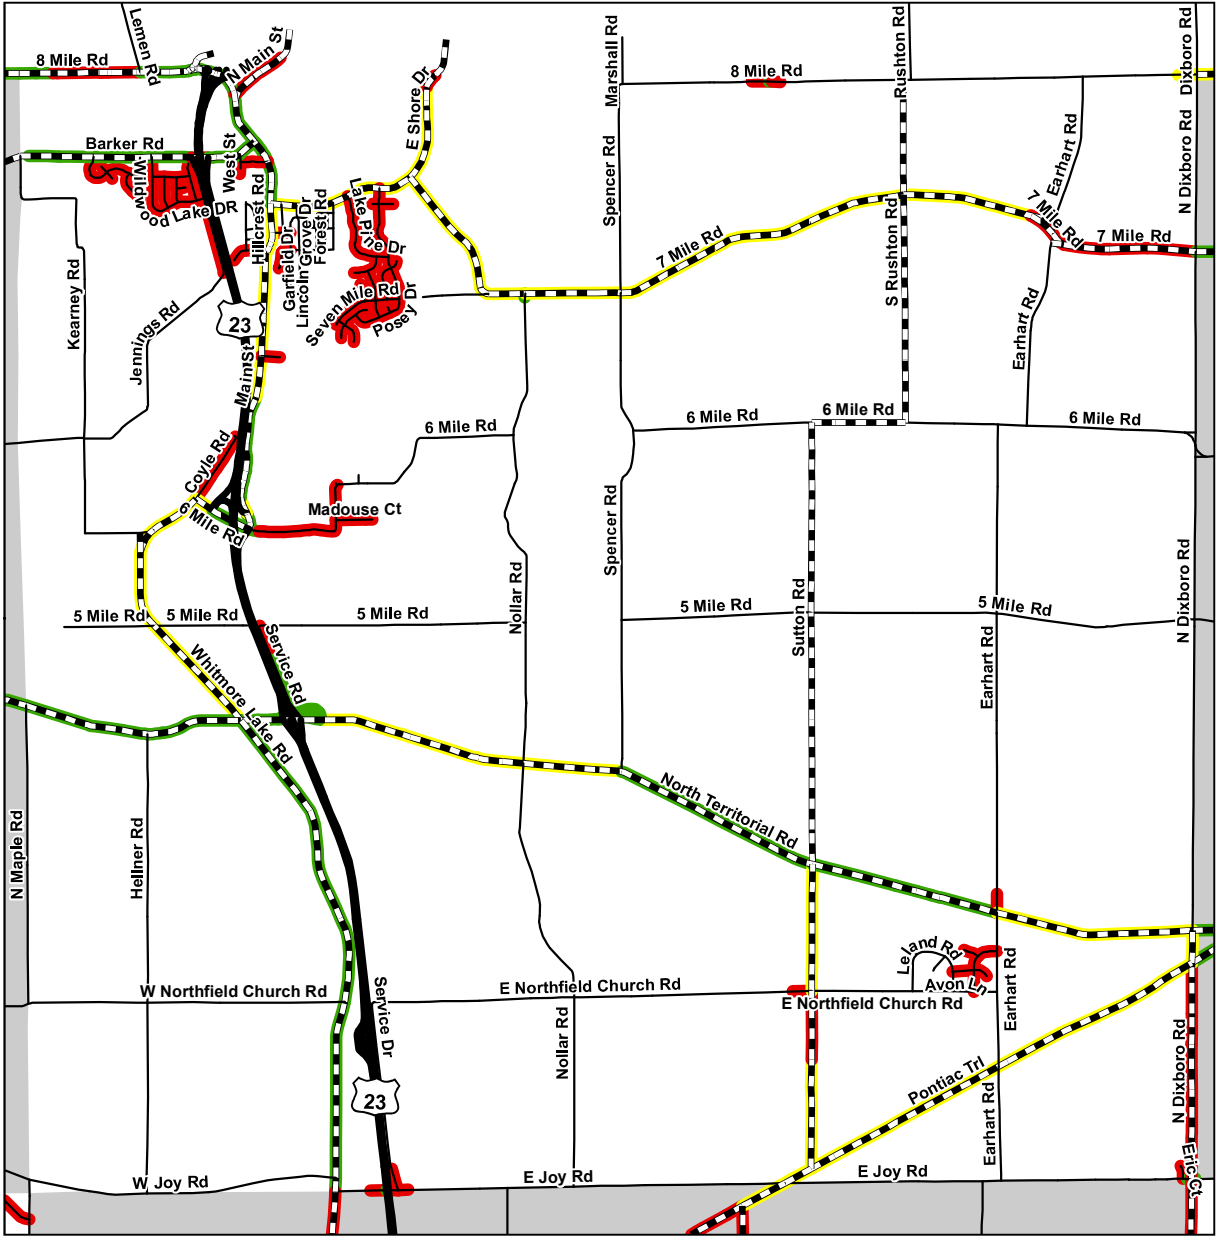 Lemen Rd
N Main St
8 Mile Rd
E Shore Dr
Marshall Rd
8 Mile Rd
Rushton Rd
Dixboro Rd
Barker Rd
West St
Wildwood Lake DR
Hillcrest Rd
Garfield Dr
Lincoln Grove Dr
Forest Rd
Lake Pine Dr
Spencer Rd
7 Mile Rd
S Rushton Rd
Earhart Rd
7 Mile Rd
7 Mile Rd
N Dixboro Rd
Kearney Rd
Jennings Rd
23
Main St
Seven Mile Rd
Posey Dr
Earhart Rd
6 Mile Rd
6 Mile Rd
6 Mile Rd
6 Mile Rd
Coyle Rd
6 Mile Rd
Madouse Ct
Spencer Rd
Nollar Rd
N Dixboro Rd
5 Mile Rd
5 Mile Rd
5 Mile Rd
5 Mile Rd
5 Mile Rd
Sutton Rd
Earhart Rd
Service Rd
Whitmore Lake Rd
North Territorial Rd
N Maple Rd
Hellner Rd
Leland Rd
Avon Ln
Earhart Rd
W Northfield Church Rd
E Northfield Church Rd
E Northfield Church Rd
Service Dr
Nollar Rd
23
Pontiac Trl
Earhart Rd
N Dixboro Rd
W Joy Rd
E Joy Rd
E Joy Rd
Eric Ct